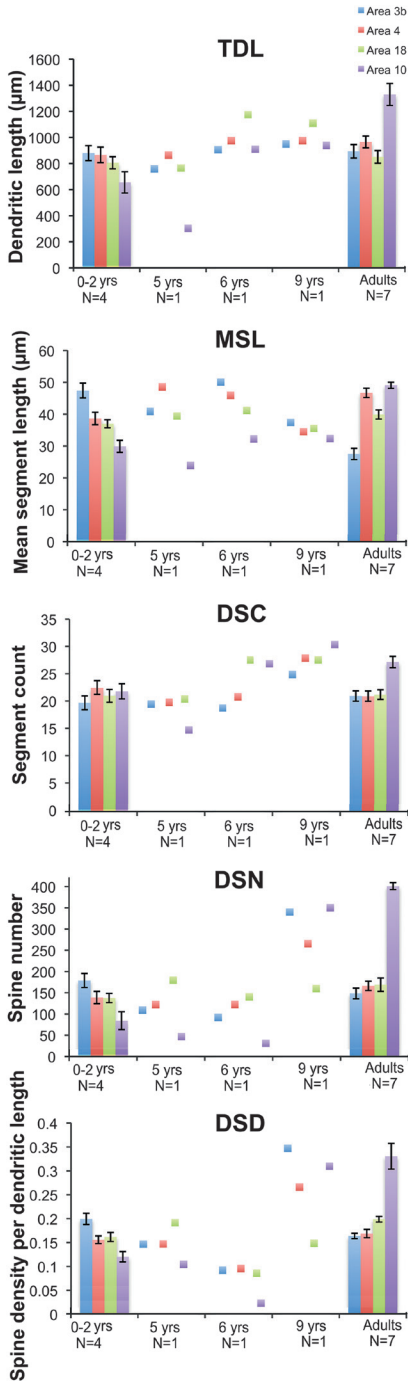 Area 3b
Area 4
Area 18
Area 10
TDL
Dendritic length (μm)
1600
1400
1200
1000
800
600
400
200
0
0-2 yrs 5 yrs 6 yrs 9 yrs Adults
N=4 N=1 N=1 N=1 N=7
MSL
Mean segment length (μm)
60
50
40
30
20
10
0
0-2 yrs 5 yrs 6 yrs 9 yrs Adults
N=4 N=1 N=1 N=1 N=7
DSC
Segment count
35
30
25
20
15
10
5
0
0-2 yrs 5 yrs 6 yrs 9 yrs Adults
N=4 N=1 N=1 N=1 N=7
DSN
Spine number
400
350
300
250
200
150
100
50
0
0-2 yrs 5 yrs 6 yrs 9 yrs Adults
N=4 N=1 N=1 N=1 N=7
DSD
Spine density per dendritic length
0.4
0.35
0.3
0.25
0.2
0.15
0.1
0.05
0
0-2 yrs 5 yrs 6 yrs 9 yrs Adults
N=4 N=1 N=1 N=1 N=7